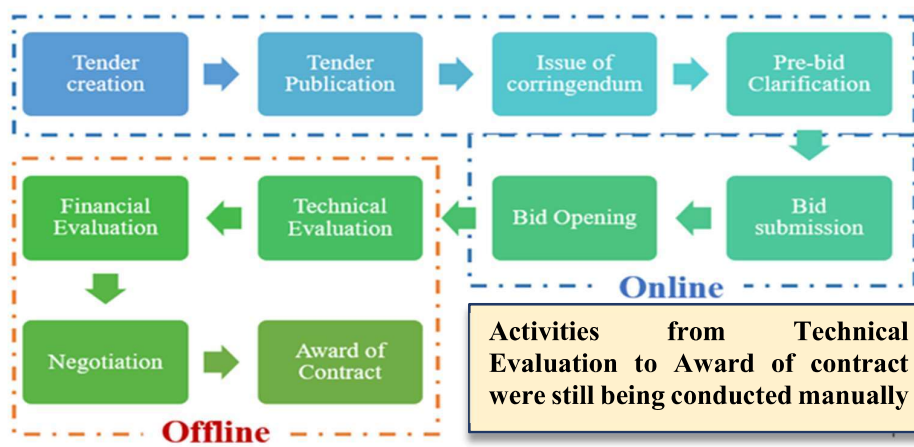 Tender
creation
Tender
Publication
Issue of
corringendum
Pre-bid
Clarification
Bid
submission
Bid Opening
Technical
Evaluation
Financial
Evaluation
Negotiation
Award of
Contract
Online
Offline
Activities from Technical
Evaluation to Award of contract
were still being conducted manually